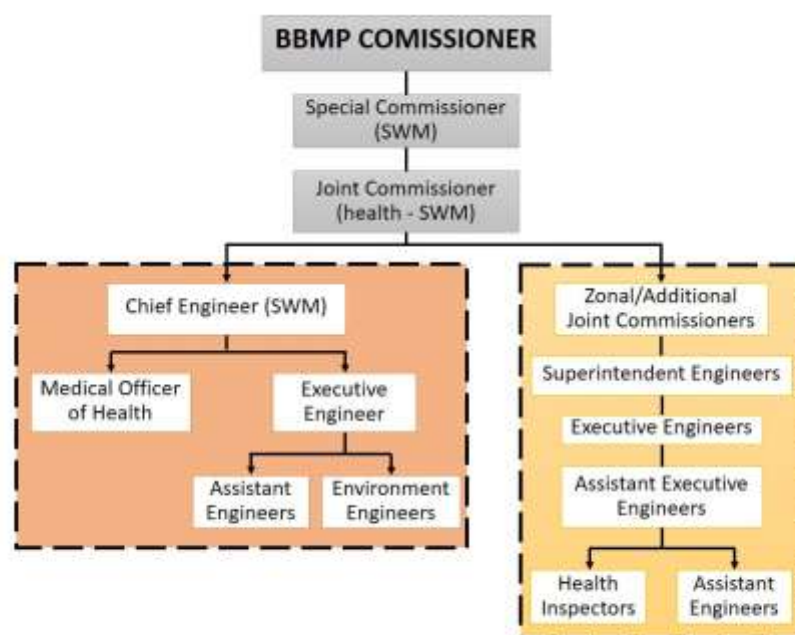 BBMP COMISSIONER
Special Commissioner
(SWM)
Joint Commissioner
(health - SWM)
Chief Engineer (SWM)
Medical Officer
of Health
Executive
Engineer
Assistant
Engineers
Environment
Engineers
Zonal/Additional
Joint Commissioners
Superintendent Engineers
Executive Engineers
Assistant Executive
Engineers
Health
Inspectors
Assistant
Engineers